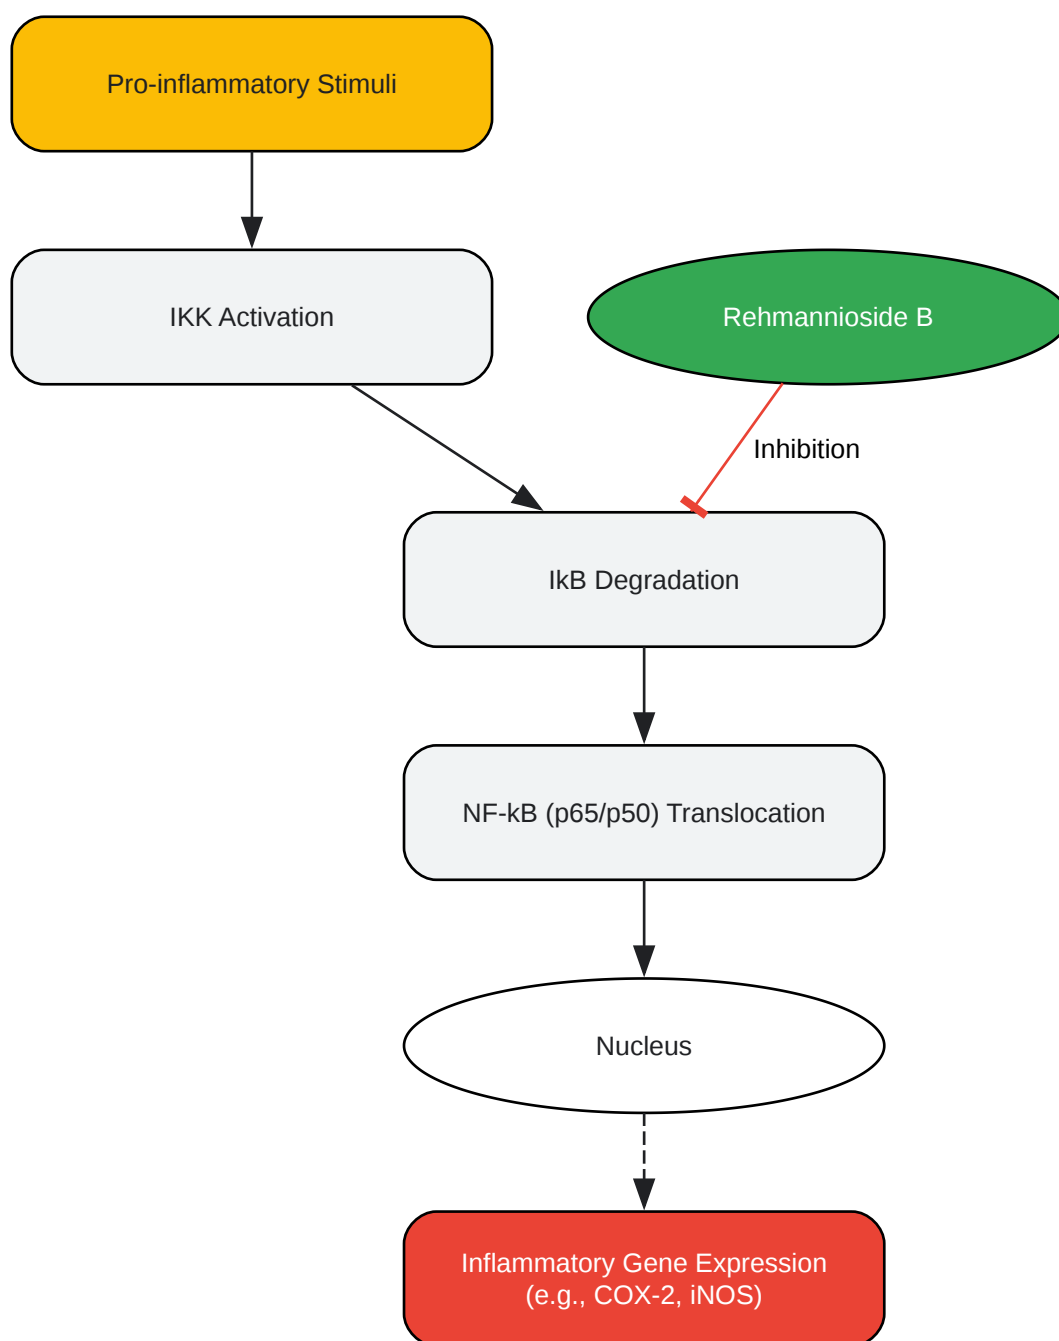 Pro-inflammatory Stimuli
IKK Activation
Rehmannioside B
Inhibition
IkB Degradation
NF-kB (p65/p50) Translocation
Nucleus
Inflammatory Gene Expression
(e.g., COX-2, iNOS)